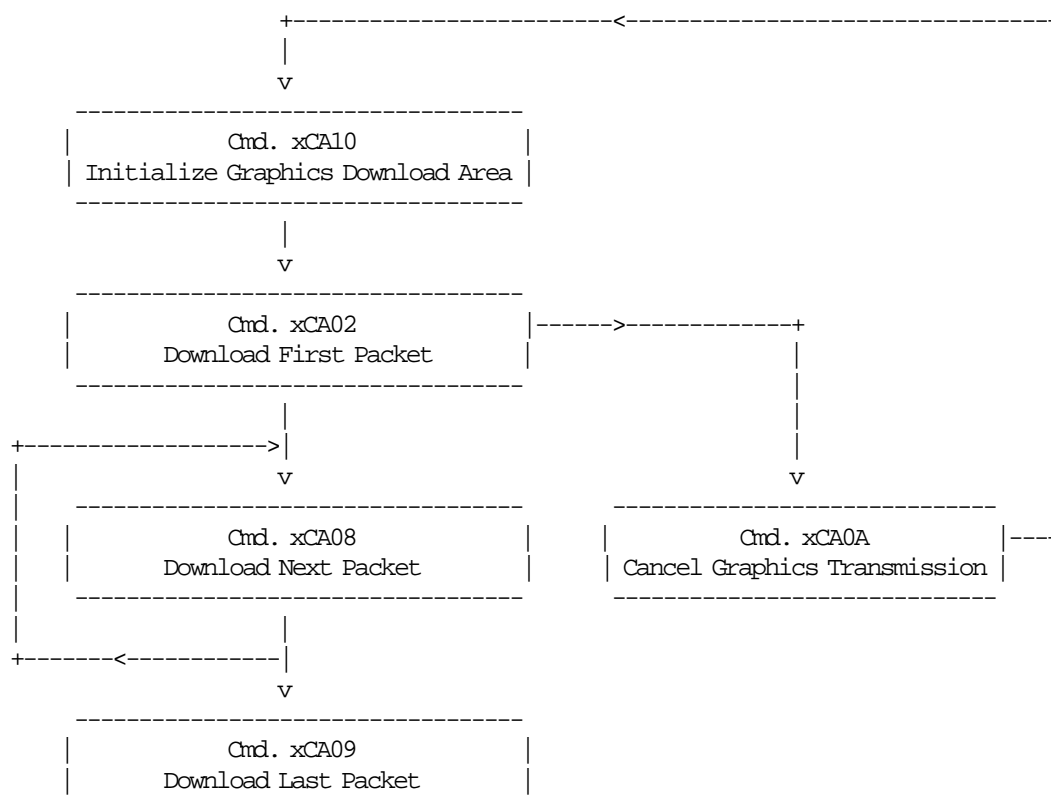 Cmd. xCA10
Initialize Graphics Download Area
Cmd. xCA02
Download First Packet
Cmd. xCA08
Download Next Packet
Cmd. xCA0A
Cancel Graphics Transmission
Cmd. xCA09
Download Last Packet